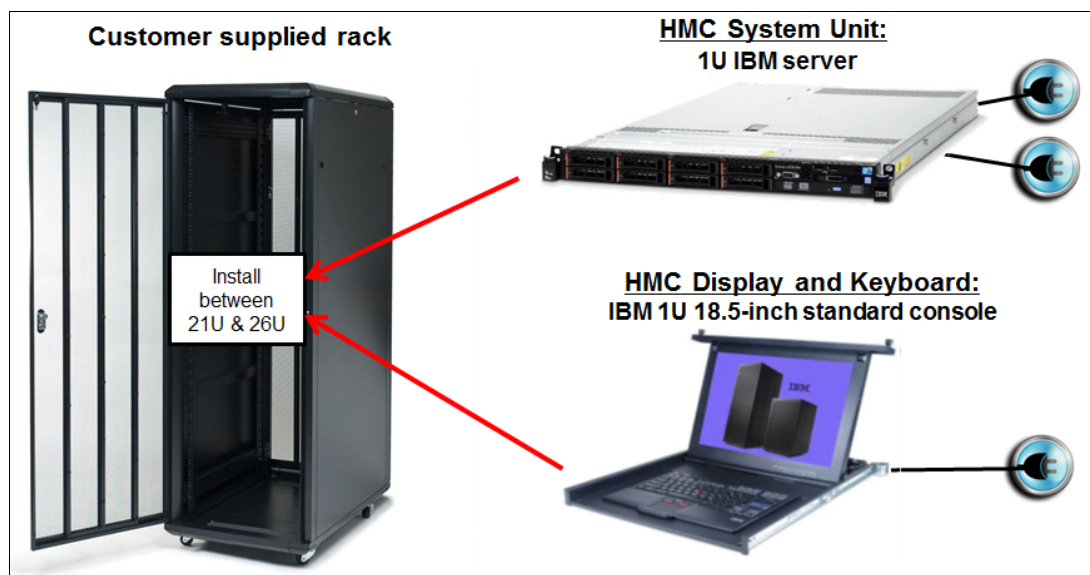 Customer supplied rack
HMC System Unit:
1U IBM server
Install
between
21U & 26U
IBM
HMC Display and Keyboard:
IBM 1U 18.5-inch standard console
IBM